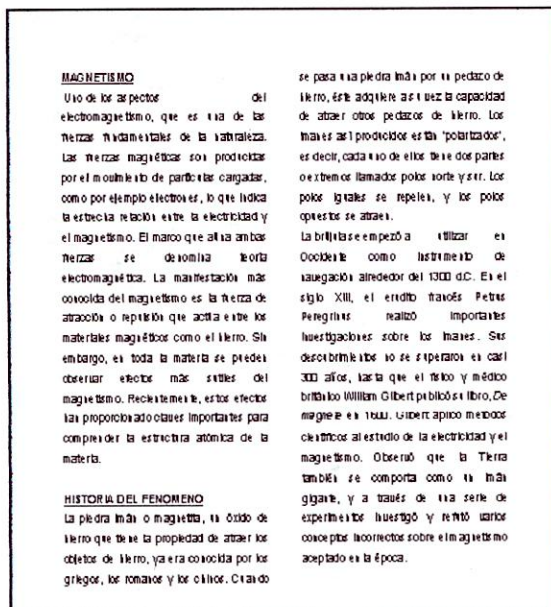 MAGNETISMO
Uno de los aspectos del
electromagnetismo, que es una de las
fuerzas fundamentales de la naturaleza.
Las fuerzas magnéticas son producidas
por el movimiento de partículas cargadas,
como por ejemplo electrones, lo que indica
la estrecha relación entre la electricidad y
el magnetismo. El marco que aúna ambas
fuerzas se denomina teoría
electromagnética. La manifestación más
conocida del magnetismo es la fuerza de
atracción o repulsión que actúa entre los
materiales magnéticos como el hierro. Sin
embargo, en toda la materia se pueden
observar efectos más sutiles del
magnetismo. Recientemente, estos efectos
han proporcionado claves importantes para
comprender la estructura atómica de la
materia.
HISTORIA DEL FENOMENO
La piedra imán o magnetita, un óxido de
hierro que tiene la propiedad de atraer los
objetos de hierro, ya era conocida por los
griegos, los romanos y los chinos. Cuando
se pasa una piedra imán por un pedazo de
hierro, éste adquiere a su vez la capacidad
de atraer otros pedazos de hierro. Los
imanes así producidos están 'polarizados',
es decir, cada uno de ellos tiene dos partes
o extremos llamados polos norte y sur. Los
polos iguales se repelen, y los polos
opuestos se atraen.
La brújula se empezó a utilizar en
Occidente como instrumento de
navegación alrededor del 1300 d.C. En el
siglo XIII, el erudito francés Petrus
Peregrinus realizó importantes
investigaciones sobre los imanes. Sus
descubrimientos no se superaron en casi
300 años, hasta que el físico y médico
británico William Gilbert publicó su libro, De
magnete en 1600. Gilbert aplicó métodos
científicos al estudio de la electricidad y el
magnetismo. Observó que la Tierra
también se comporta como un imán
gigante, y a través de una serie de
experimentos investigó y refutó varios
conceptos incorrectos sobre el magnetismo
aceptado en la época.